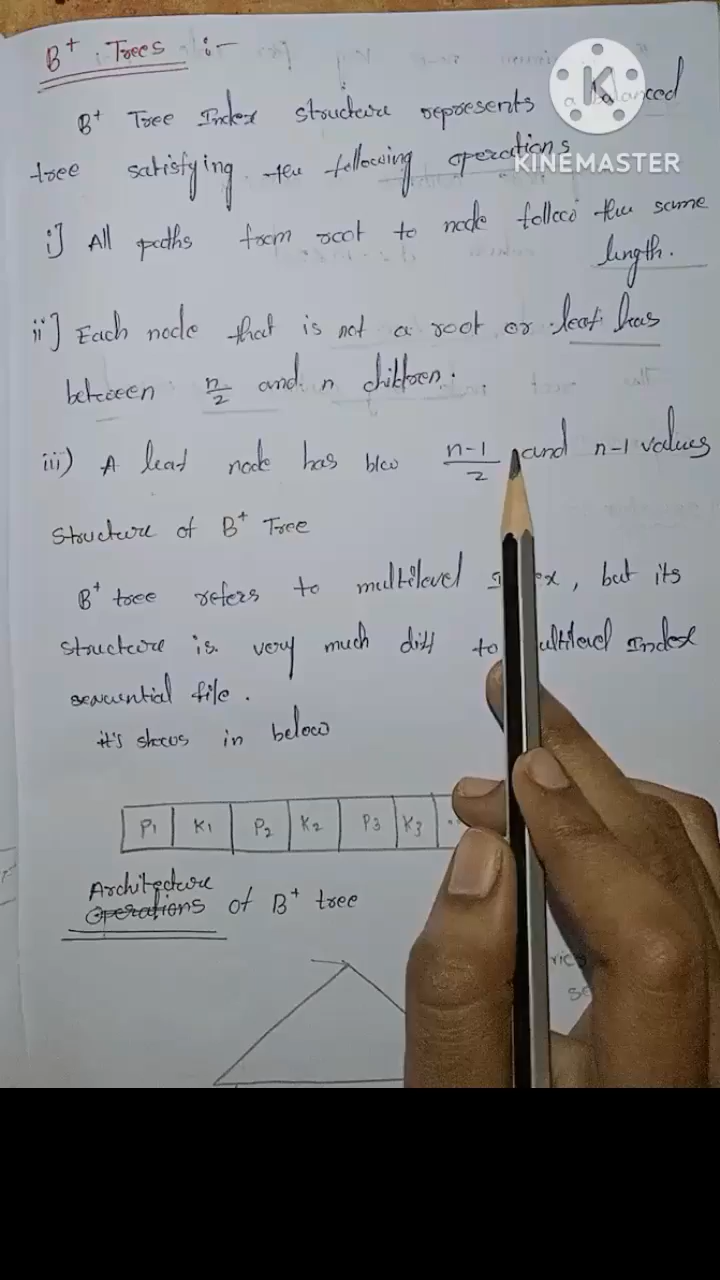 B+ Trees :-
K
KINEMASTER
B+ Tree Index structure represents a balanced
tree satisfying the following operations
i] All paths from root to node follow the same
length.
ii] Each node that is not a root or leaf has
between n/2 and n children.
iii) A leaf node has b/w n-1/2 and n-1 values
Structure of B+ Tree
B+ tree refers to multilevel , but its
structure is very much diff to multilevel Index
sequential file.
it's shows in below
P1 K1 P2 K2 P3 K3 ..
Architecture
Operations of B+ tree